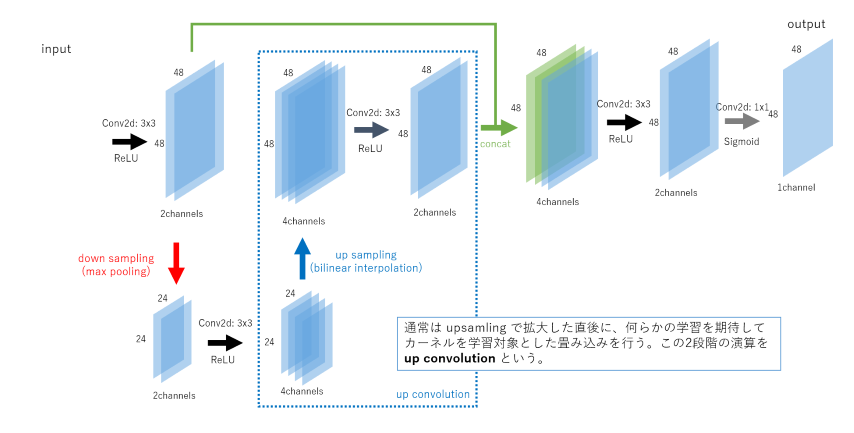 output
input
48
48
48
48
48
48
Conv2d: 3x3
ReLU
48
2channels
48
4channels
Conv2d: 3x3
ReLU
48
2channels
concat
48
4channels
Conv2d: 3x3
ReLU
48
2channels
Conv2d: 1x1
Sigmoid
48
1channel
down sampling
(max pooling)
up sampling
(bilinear interpolation)
24
24
2channels
Conv2d: 3x3
ReLU
24
24
4channels
up convolution
通常は upsamling で拡大した直後に、何らかの学習を期待して
カーネルを学習対象とした畳み込みを行う。この2段階の演算を
up convolution という。